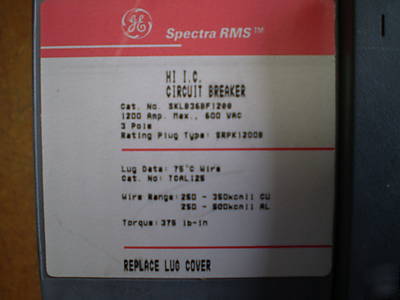 GE Spectra RMS™
HI I.C.
CIRCUIT BREAKER
Cat. No. SKLB36BF1200
1200 Amp. Max., 600 VAC
3 Pole
Rating Plug Type: SRPK1200B
Lug Data: 75°C Wire
Cat. No: TCAL125
Wire Range: 250 - 350kcmil CU
250 - 500kcmil AL
Torque: 375 lb-in
REPLACE LUG COVER